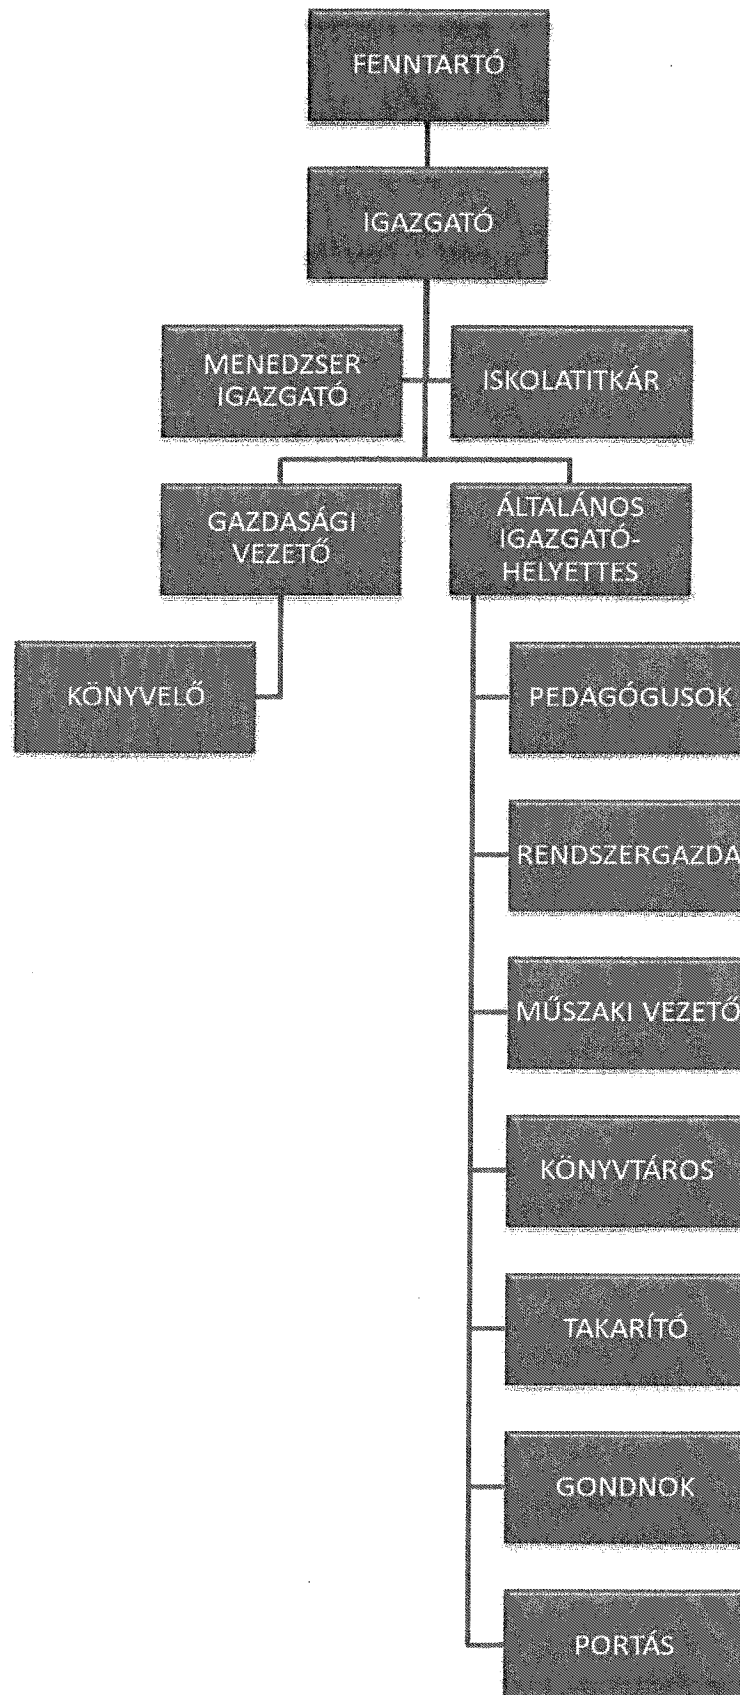 FENNTARTÓ
IGAZGATÓ
MENEDZSER
IGAZGATÓ
ISKOLATITKÁR
GAZDASÁGI
VEZETŐ
ÁLTALÁNOS
IGAZGATÓ-
HELYETTES
KÖNYVELŐ
PEDAGÓGUSOK
RENDSZERGAZDA
MŰSZAKI VEZETŐ
KÖNYVTÁROS
TAKARÍTÓ
GONDNOK
PORTÁS